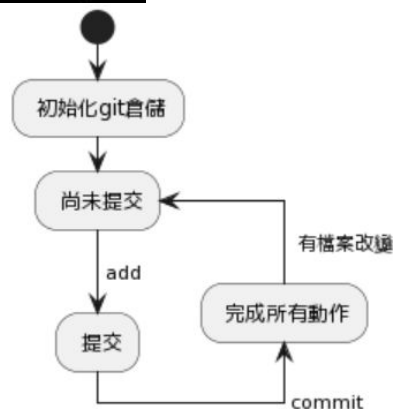 初始化git倉儲
尚未提交
有檔案改變
add
完成所有動作
提交
commit